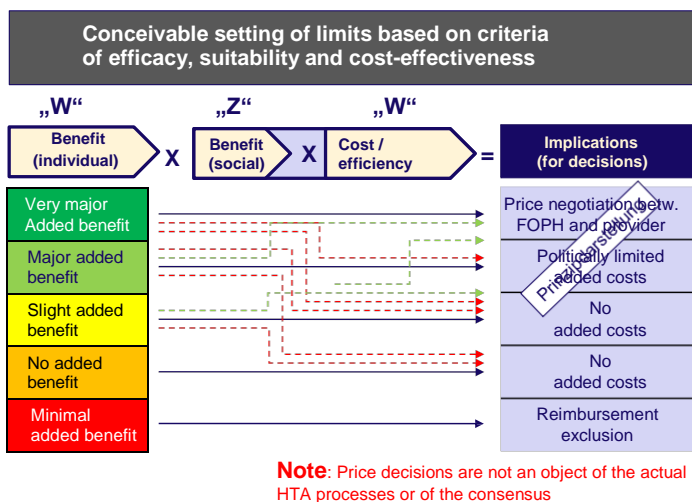 Conceivable setting of limits based on criteria
of efficacy, suitability and cost-effectiveness
„W“
„Z“
„W“
Benefit
(individual)
X
Benefit
(social)
X
Cost /
efficiency
=
Implications
(for decisions)
Very major
Added benefit
Price negotiation betw.
FOPH and provider
Major added
benefit
Politically limited
added costs
Slight added
benefit
No
added costs
No added
benefit
No
added costs
Minimal
added benefit
Reimbursement
exclusion
Prinzipdarstellung
Note: Price decisions are not an object of the actual
HTA processes or of the consensus